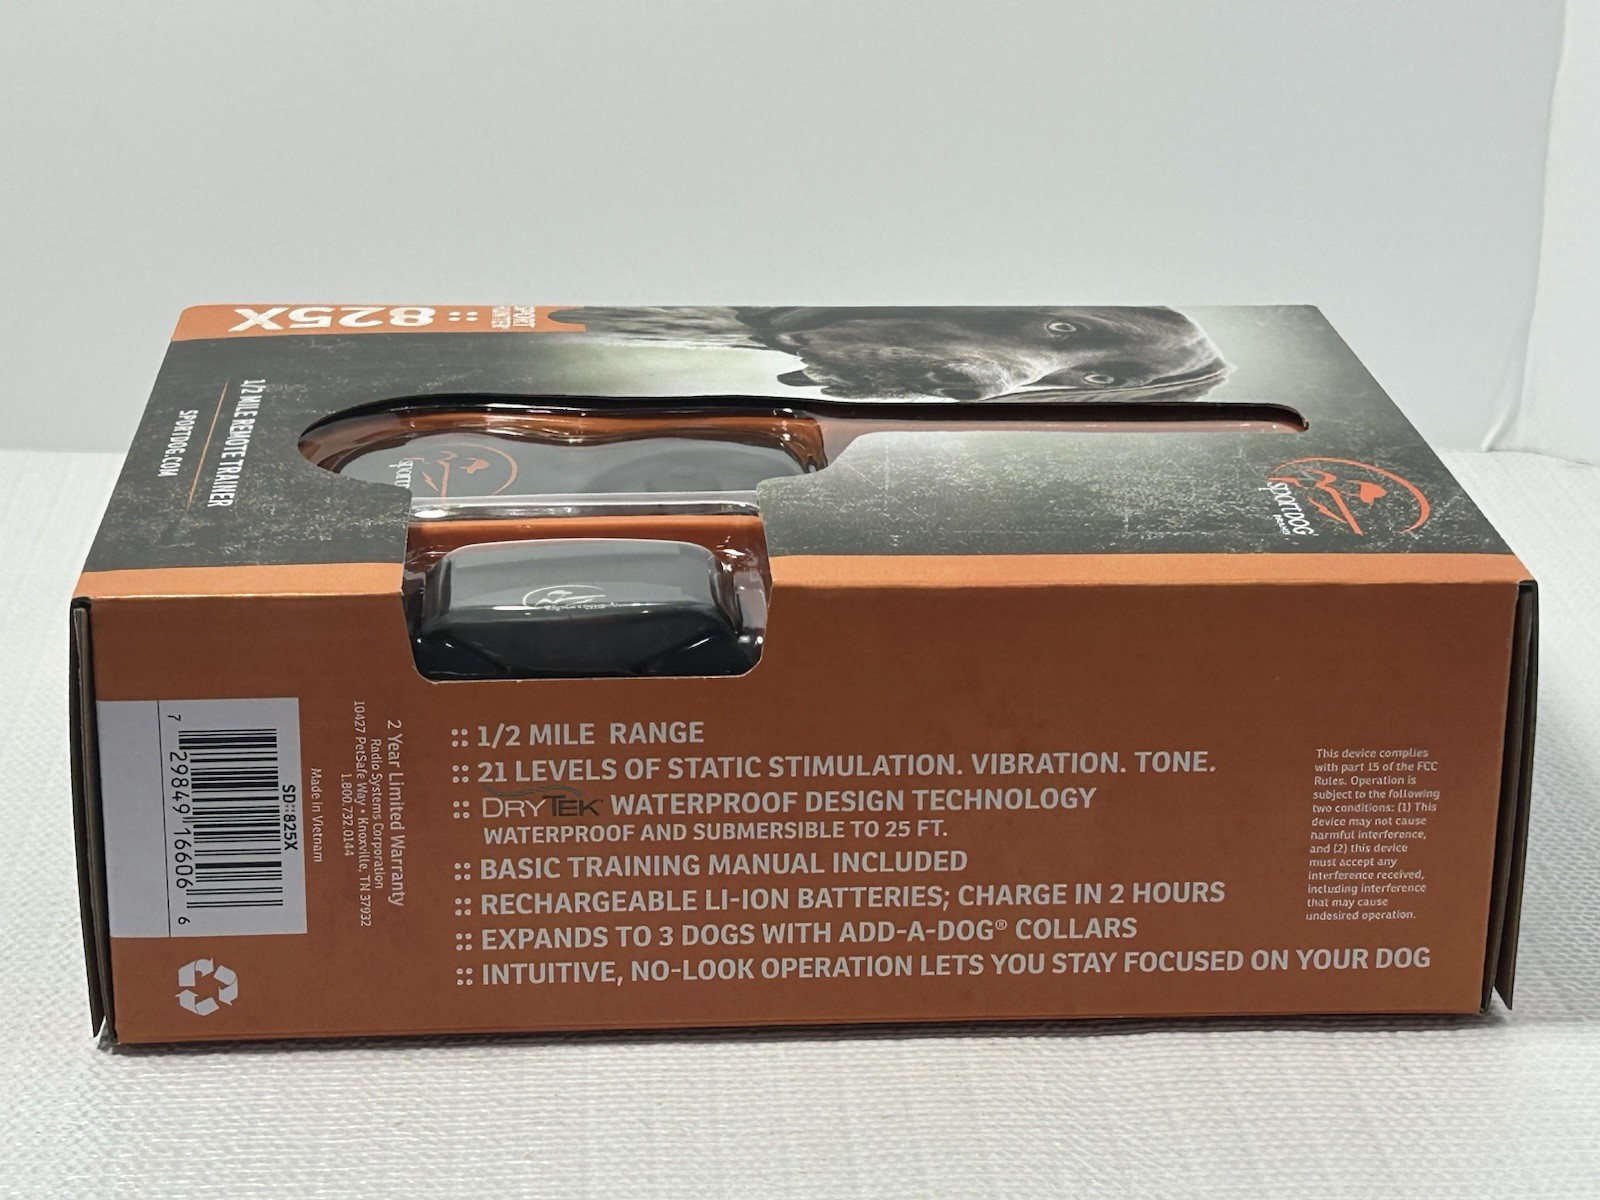 825X
SPORT
HUNTER
1/2 MILE REMOTE TRAINER
SPORTDOG.COM
SPORT
SPORTDOG
BRAND
:: 1/2 MILE RANGE
:: 21 LEVELS OF STATIC STIMULATION. VIBRATION. TONE.
:: DRYTEK™ WATERPROOF DESIGN TECHNOLOGY
WATERPROOF AND SUBMERSIBLE TO 25 FT.
:: BASIC TRAINING MANUAL INCLUDED
:: RECHARGEABLE LI-ION BATTERIES; CHARGE IN 2 HOURS
:: EXPANDS TO 3 DOGS WITH ADD-A-DOG® COLLARS
:: INTUITIVE, NO-LOOK OPERATION LETS YOU STAY FOCUSED ON YOUR DOG
This device complies
with part 15 of the FCC
Rules. Operation is
subject to the following
two conditions: (1) This
device may not cause
harmful interference,
and (2) this device
must accept any
interference received,
including interference
that may cause
undesired operation.
2 Year Limited Warranty
Radio Systems Corporation
10427 PetSafe Way • Knoxville, TN 37932
1.800.732.0144
Made in Vietnam
SD::825X
7 29849 16606 6